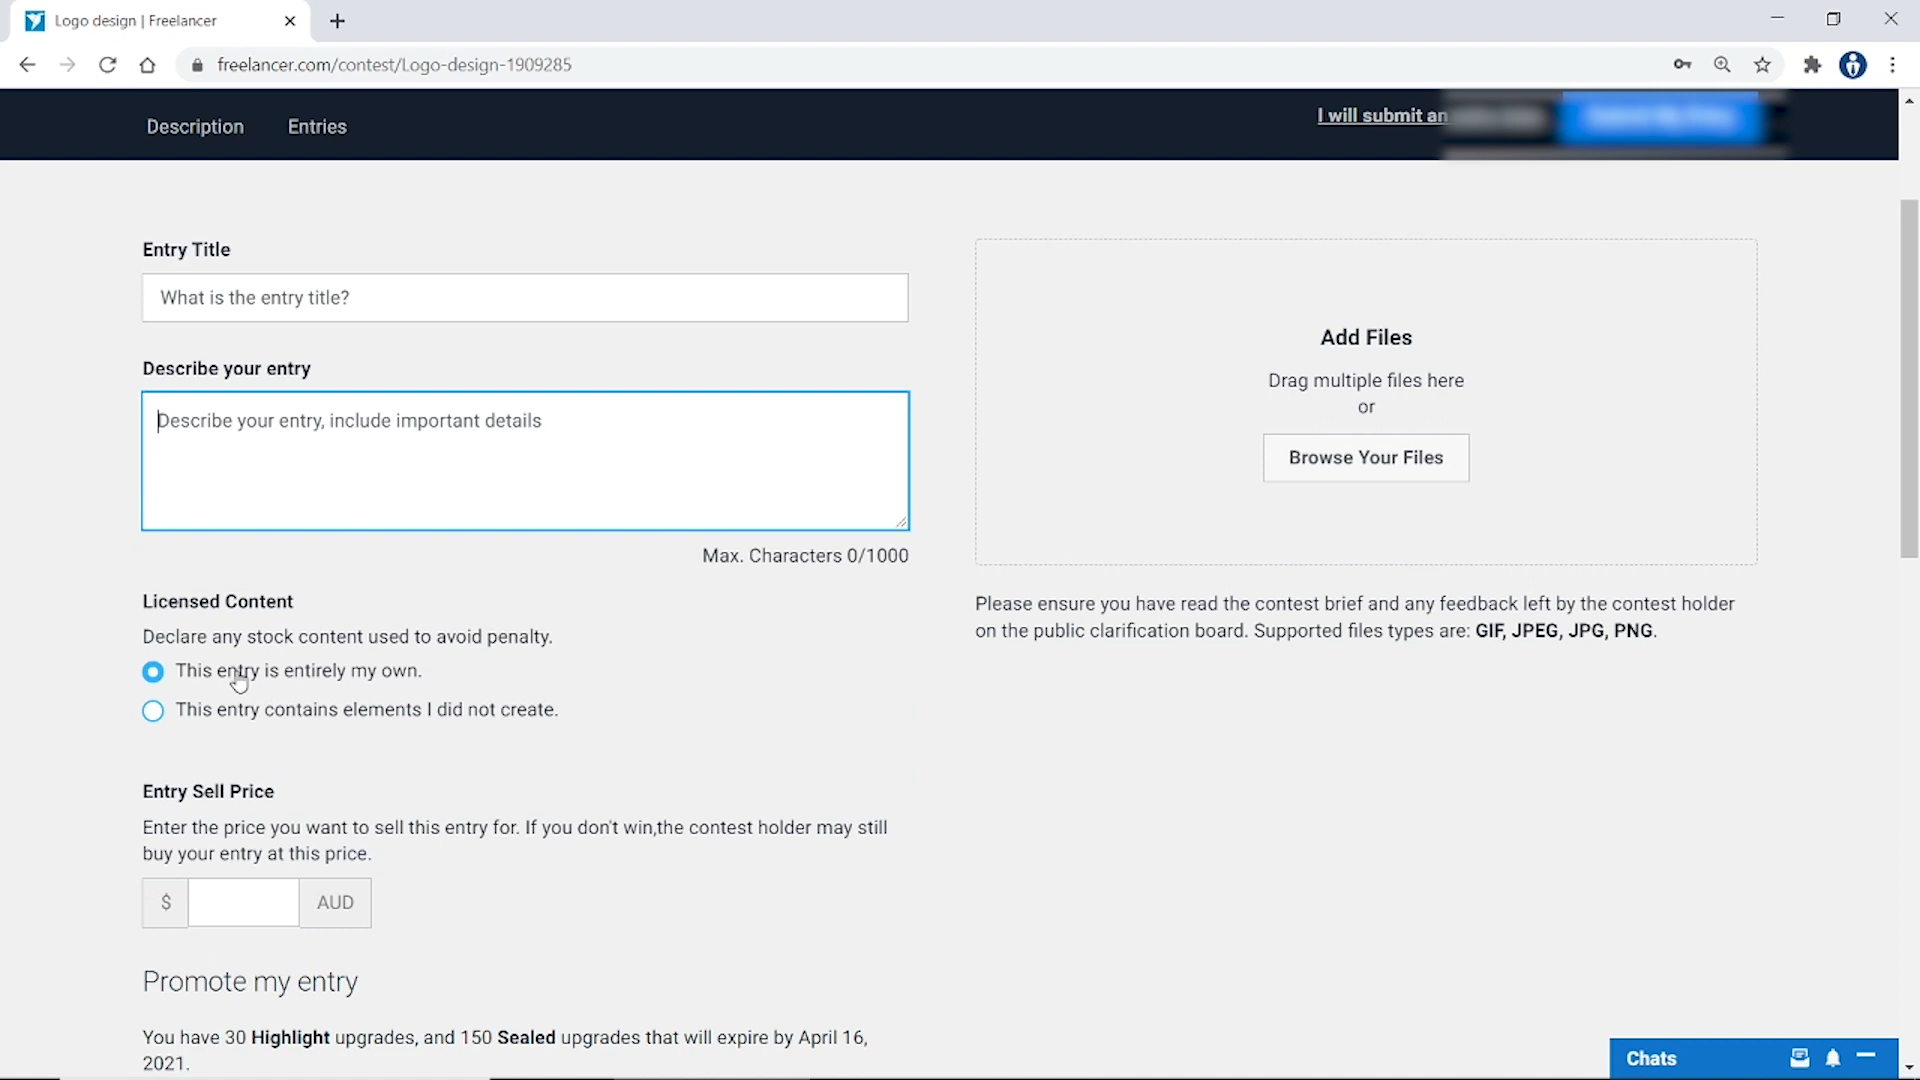 Logo design | Freelancer
freelancer.com/contest/Logo-design-1909285
Description Entries I will submit an
Entry Title
What is the entry title?
Describe your entry
Describe your entry, include important details
Max. Characters 0/1000
Licensed Content
Declare any stock content used to avoid penalty.
This entry is entirely my own.
This entry contains elements I did not create.
Entry Sell Price
Enter the price you want to sell this entry for. If you don't win,the contest holder may still
buy your entry at this price.
$ AUD
Promote my entry
You have 30 Highlight upgrades, and 150 Sealed upgrades that will expire by April 16,
2021.
Add Files
Drag multiple files here
or
Browse Your Files
Please ensure you have read the contest brief and any feedback left by the contest holder
on the public clarification board. Supported files types are: GIF, JPEG, JPG, PNG.
Chats